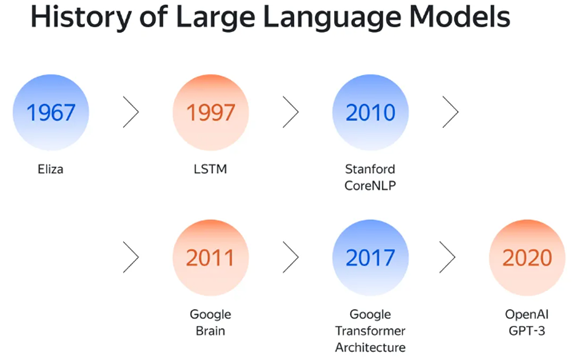 History of Large Language Models
1967
1997
2010
Eliza
LSTM
Stanford
CoreNLP
2011
2017
2020
Google
Brain
Google
Transformer
Architecture
OpenAI
GPT-3